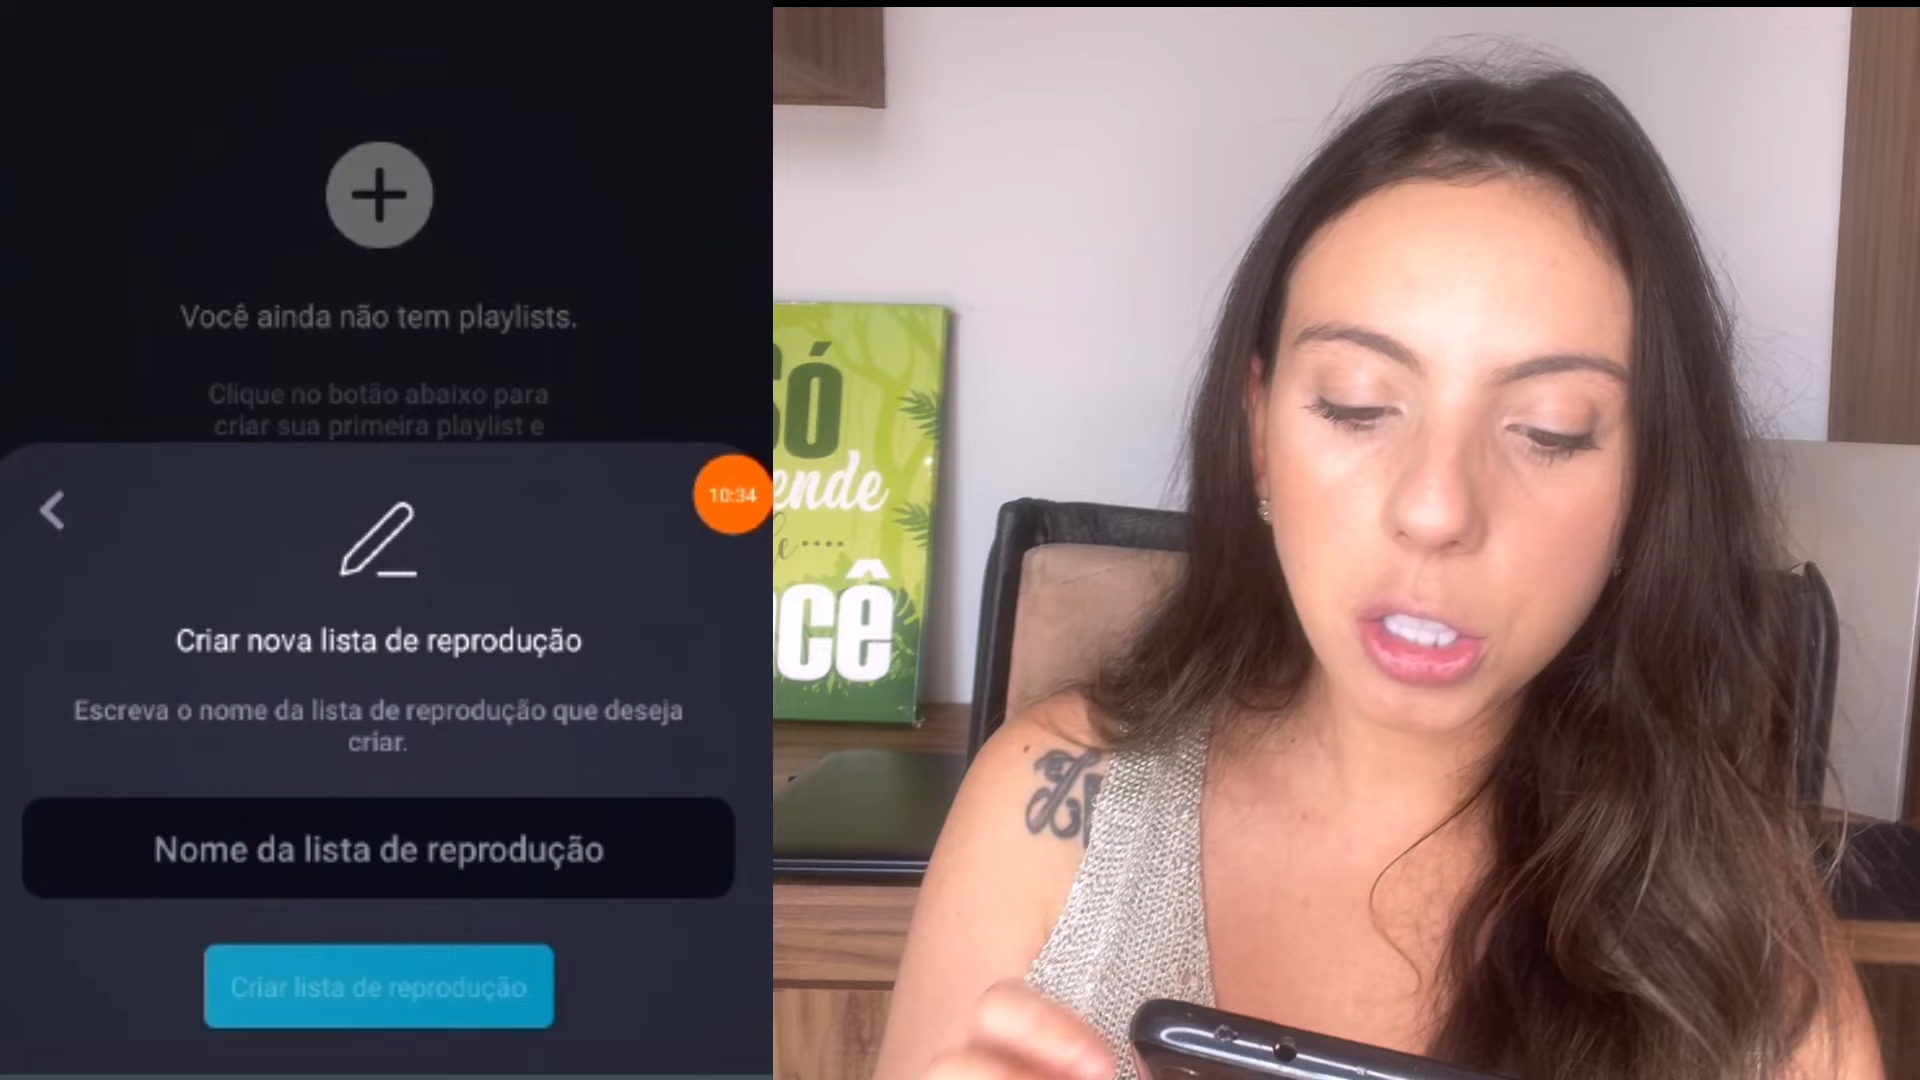 Você ainda não tem playlists.
Clique no botão abaixo para
criar sua primeira playlist e
10:34
Criar nova lista de reprodução
Escreva o nome da lista de reprodução que deseja
criar.
Nome da lista de reprodução
Criar lista de reprodução
SÓ
ende
CÊ